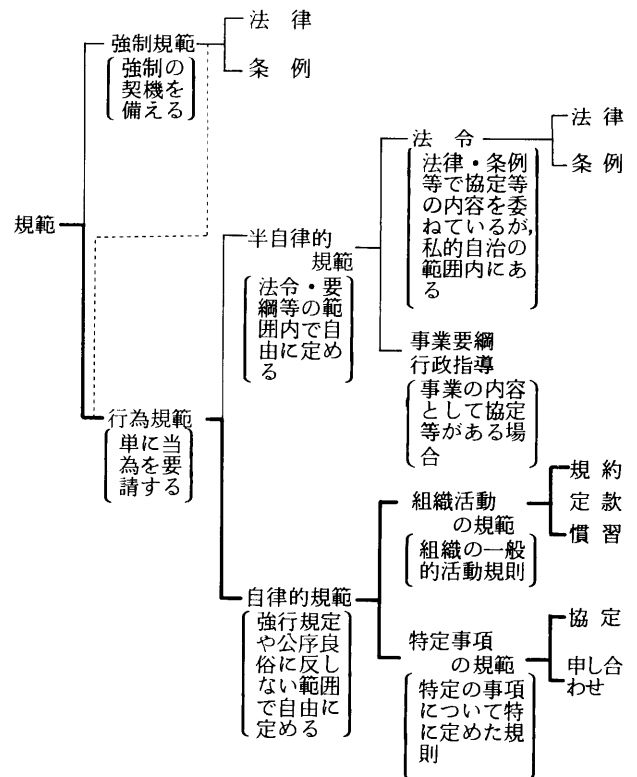 規範
強制規範
強制の
契機を
備える
法律
条例
行為規範
単に当
為を要
請する
半自律的
規範
法令・要
綱等の範
囲内で自
由に定め
る
法令
法律・条例
等で協定等
の内容を委
ねているが,
私的自治の
範囲内にあ
る
法律
条例
事業要綱
行政指導
事業の内容
として協定
等がある場
合
自律的規範
強行規定
や公序良
俗に反し
ない範囲
で自由に
定める
組織活動
の規範
組織の一般
的活動規則
規約
定款
慣習
特定事項
の規範
特定の事項
について特
に定めた規
則
協定
申し合
わせ